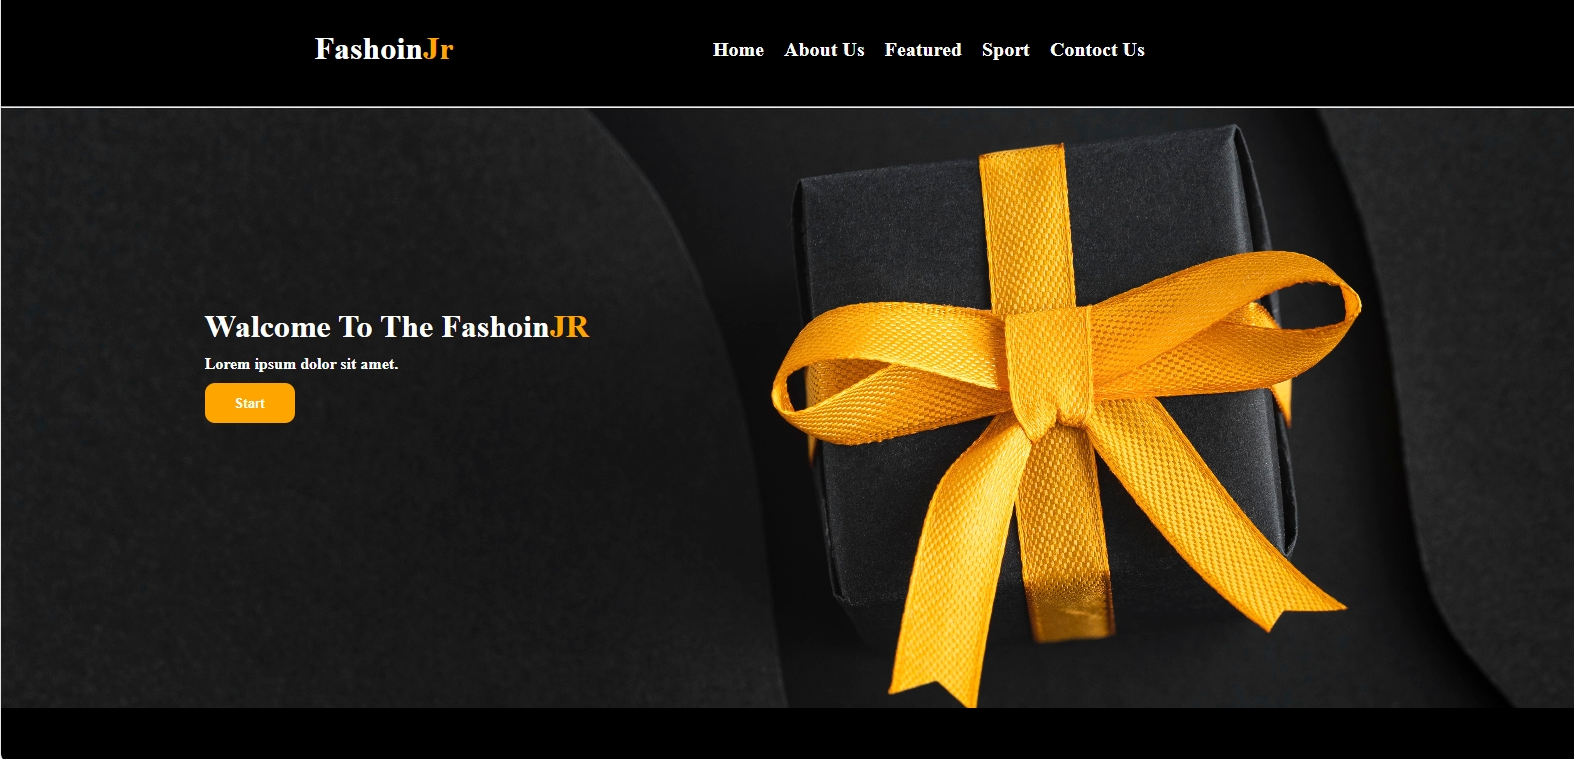 FashoinJr
Home About Us Featured Sport Contoct Us
Walcome To The FashoinJR
Lorem ipsum dolor sit amet.
Start